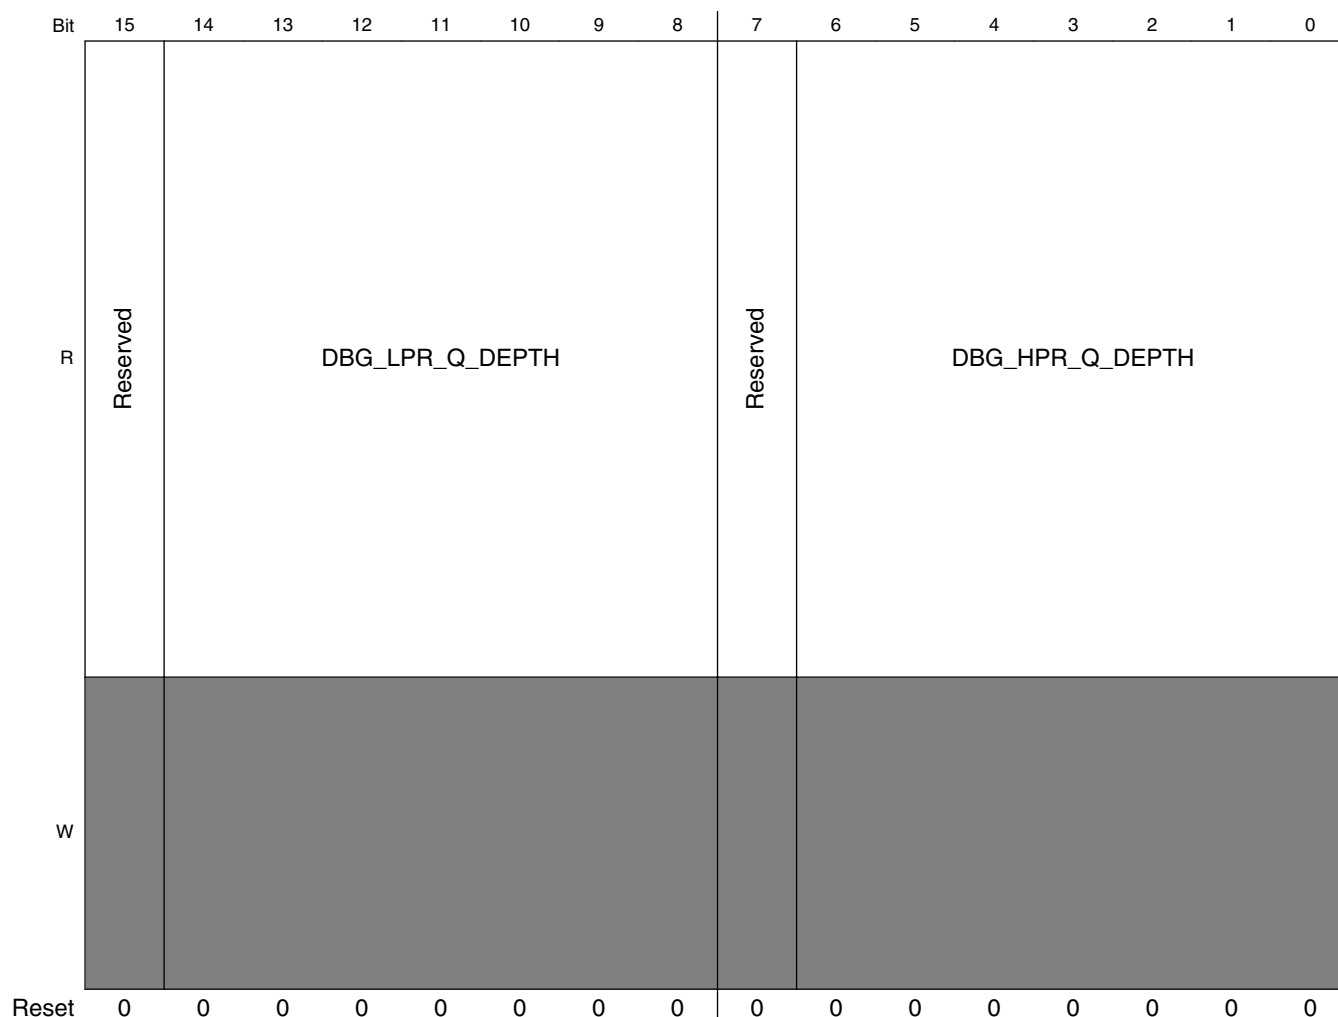 Bit 15 14 13 12 11 10 9 8 7 6 5 4 3 2 1 0
R Reserved DBG_LPR_Q_DEPTH Reserved DBG_HPR_Q_DEPTH
W
Reset 0 0 0 0 0 0 0 0 0 0 0 0 0 0 0 0